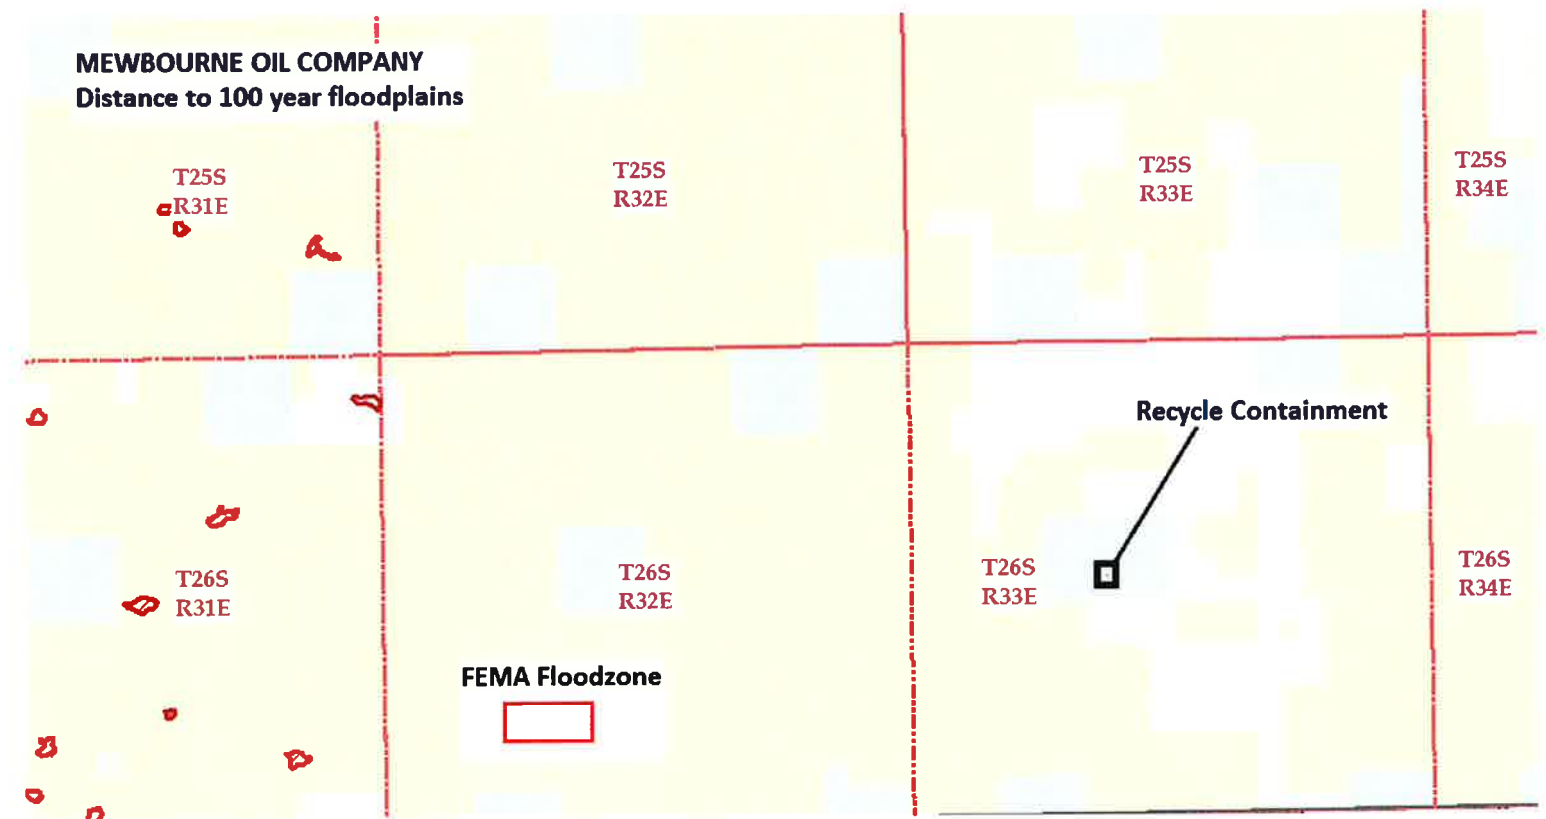 MEWBOURNE OIL COMPANY
Distance to 100 year floodplains
T25S
R31E
T25S
R32E
T25S
R33E
T25S
R34E
Recycle Containment
T26S
R31E
T26S
R32E
T26S
R33E
T26S
R34E
FEMA Floodzone